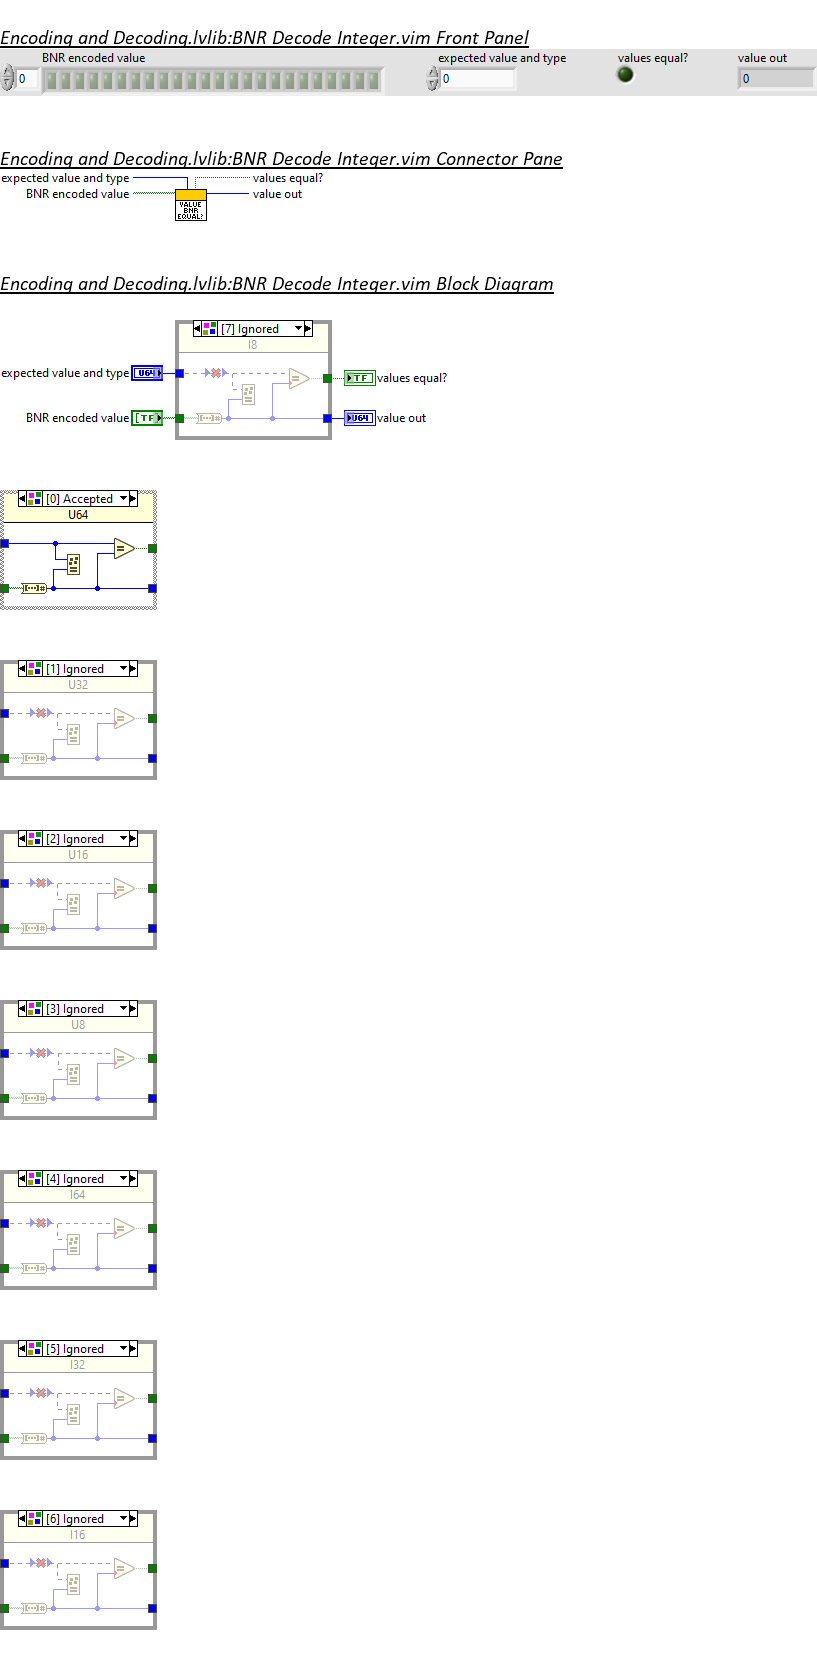 Encoding and Decoding.lvlib:BNR Decode Integer.vim Front Panel
BNR encoded value expected value and type values equal? value out
0 0 0
Encoding and Decoding.lvlib:BNR Decode Integer.vim Connector Pane
expected value and type values equal?
BNR encoded value value out
VALUE
BNR
EQUAL?
Encoding and Decoding.lvlib:BNR Decode Integer.vim Block Diagram
[7] Ignored
I8
expected value and type U64 TF values equal?
BNR encoded value [TF [...]# U64 value out
[0] Accepted
U64
[...]#
[1] Ignored
U32
[...]#
[2] Ignored
U16
[...]#
[3] Ignored
U8
[...]#
[4] Ignored
I64
[...]#
[5] Ignored
I32
[...]#
[6] Ignored
I16
[...]#